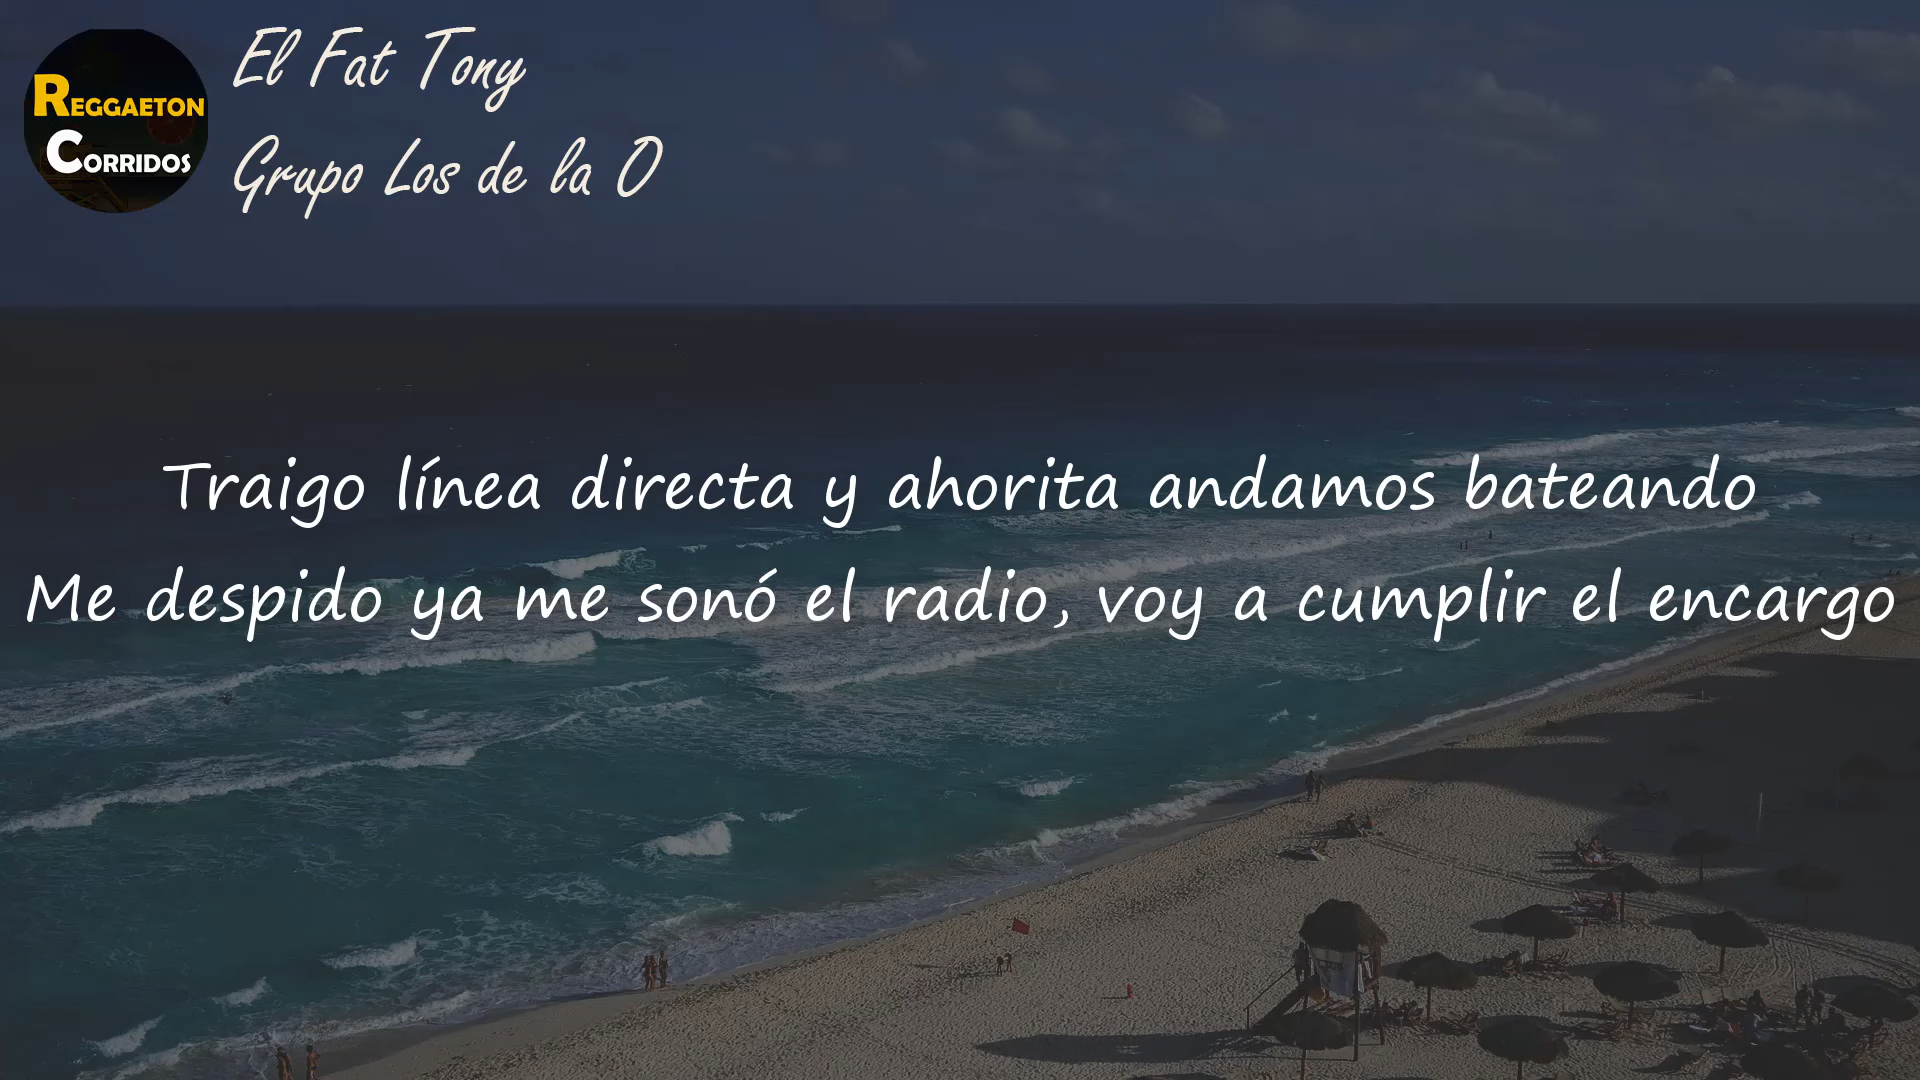 REGGAETON
CORRIDOS
El Fat Tony
Grupo Los de la O
Traigo línea directa y ahorita andamos bateando
Me despido ya me sonó el radio, voy a cumplir el encargo